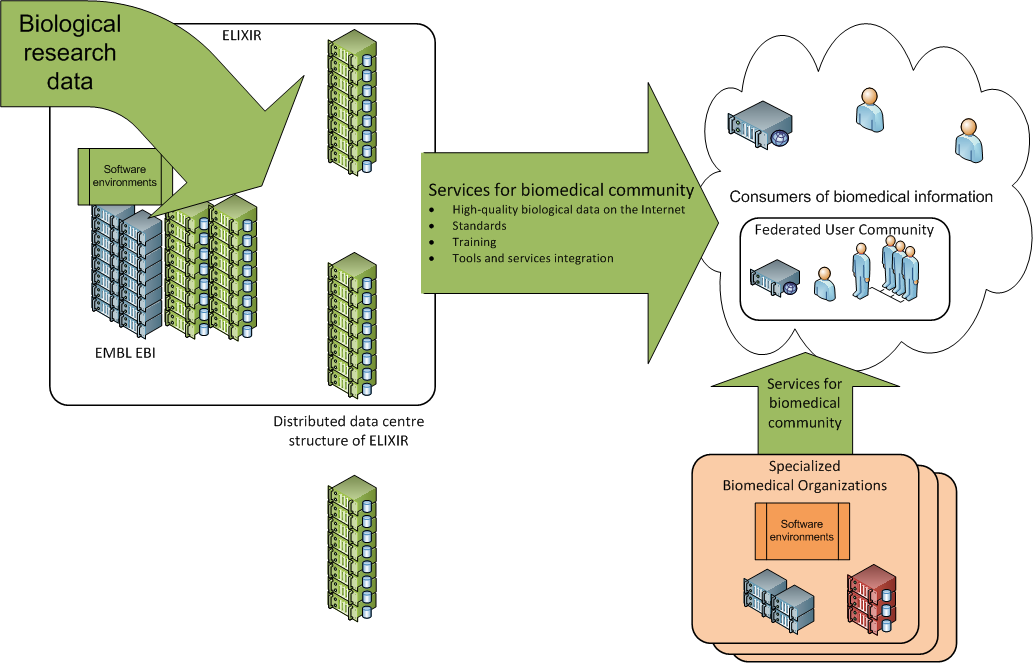 Biological
research
data
ELIXIR
Software
environments
EMBL EBI
Distributed data centre
structure of ELIXIR
Services for biomedical community
• High-quality biological data on the Internet
• Standards
• Training
• Tools and services integration
Consumers of biomedical information
Federated User Community
Services for
biomedical
community
Specialized
Biomedical Organizations
Software
environments